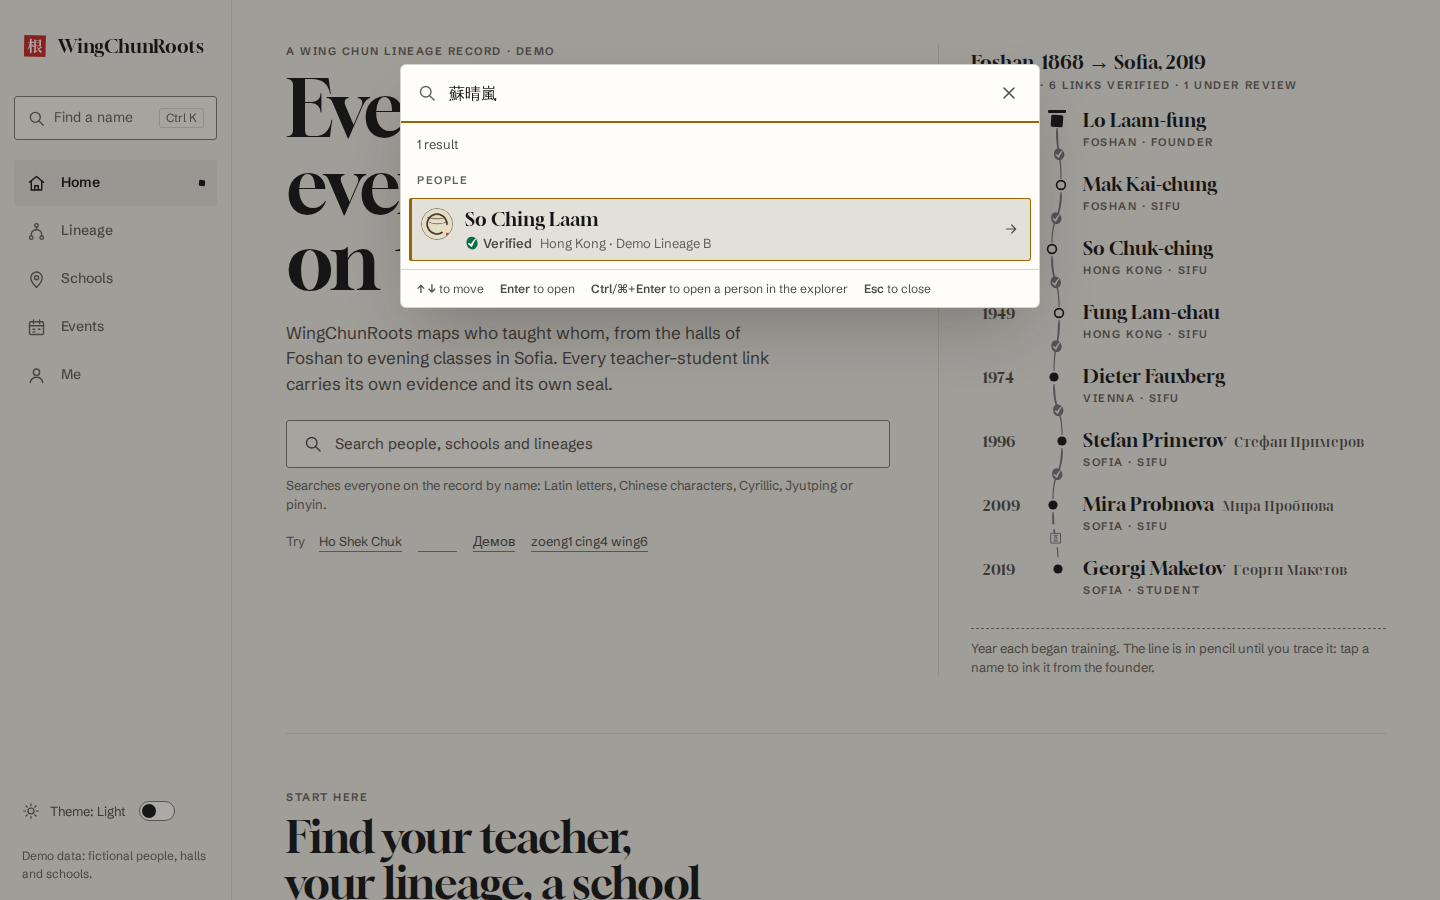 根 WingChunRoots
Find a name Ctrl K
Home
Lineage
Schools
Events
Me
Theme: Light
Demo data: fictional people, halls
and schools.
A WING CHUN LINEAGE RECORD · DEMO
Eve
eve
on
WingChunRoots maps who taught whom, from the halls of
Foshan to evening classes in Sofia. Every teacher–student link
carries its own evidence and its own seal.
Search people, schools and lineages
Searches everyone on the record by name: Latin letters, Chinese characters, Cyrillic, Jyutping or
pinyin.
Try Ho Shek Chuk Демов zoeng1 cing4 wing6
蘇晴嵐
1 result
PEOPLE
So Ching Laam
Verified Hong Kong · Demo Lineage B
↑↓ to move Enter to open Ctrl/⌘+Enter to open a person in the explorer Esc to close
Foshan, 1868 → Sofia, 2019
· 6 LINKS VERIFIED · 1 UNDER REVIEW
Lo Laam-fung
FOSHAN · FOUNDER
Mak Kai-chung
FOSHAN · SIFU
So Chuk-ching
HONG KONG · SIFU
1949 Fung Lam-chau
HONG KONG · SIFU
1974 Dieter Fauxberg
VIENNA · SIFU
1996 Stefan Primerov Стефан Примеров
SOFIA · SIFU
2009 Mira Probnova Мира Пробнова
SOFIA · SIFU
2019 Georgi Maketov Георги Макетов
SOFIA · STUDENT
Year each began training. The line is in pencil until you trace it: tap a
name to ink it from the founder.
START HERE
Find your teacher,
your lineage, a school